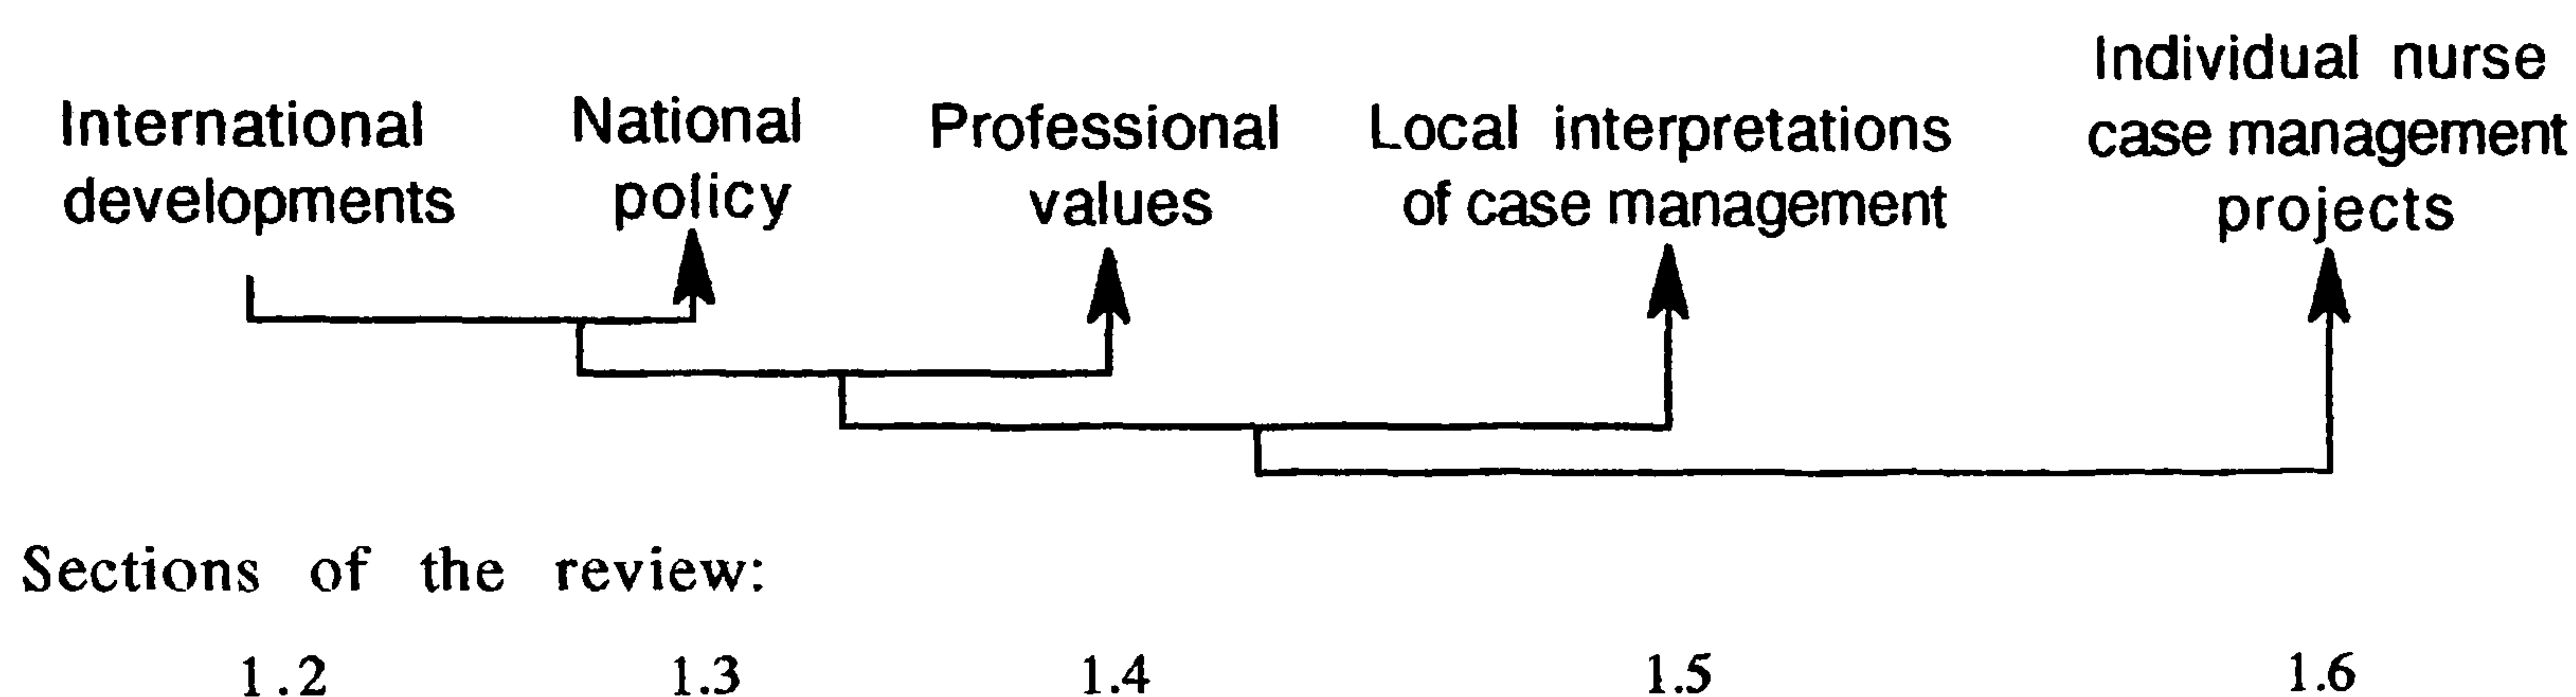 International
developments
National
policy
Professional
values
Local interpretations
of case management
Individual nurse
case management
projects
Sections of the review:
1.2
1.3
1.4
1.5
1.6